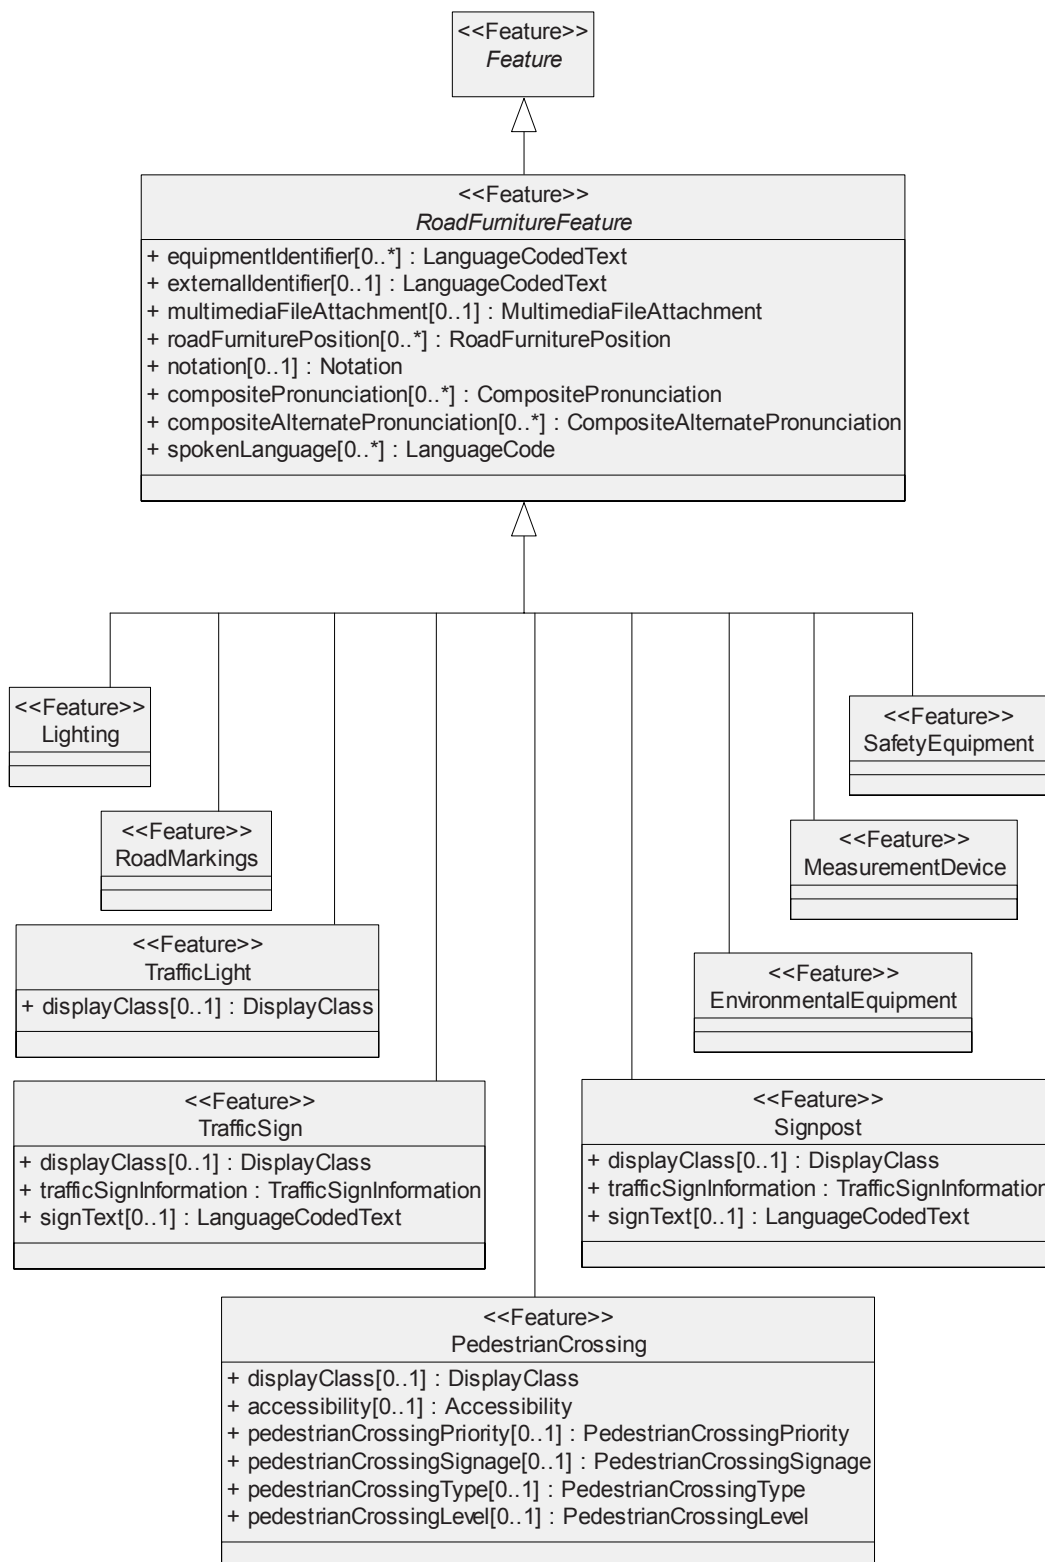 <<Feature>>
Feature
<<Feature>>
RoadFurnitureFeature
+ equipmentIdentifier[0..*] : LanguageCodedText
+ externalIdentifier[0..1] : LanguageCodedText
+ multimediaFileAttachment[0..1] : MultimediaFileAttachment
+ roadFurniturePosition[0..*] : RoadFurniturePosition
+ notation[0..1] : Notation
+ compositePronunciation[0..*] : CompositePronunciation
+ compositeAlternatePronunciation[0..*] : CompositeAlternatePronunciation
+ spokenLanguage[0..*] : LanguageCode
<<Feature>>
Lighting
<<Feature>>
SafetyEquipment
<<Feature>>
RoadMarkings
<<Feature>>
MeasurementDevice
<<Feature>>
TrafficLight
+ displayClass[0..1] : DisplayClass
<<Feature>>
EnvironmentalEquipment
<<Feature>>
TrafficSign
+ displayClass[0..1] : DisplayClass
+ trafficSignInformation : TrafficSignInformation
+ signText[0..1] : LanguageCodedText
<<Feature>>
Signpost
+ displayClass[0..1] : DisplayClass
+ trafficSignInformation : TrafficSignInformation
+ signText[0..1] : LanguageCodedText
<<Feature>>
PedestrianCrossing
+ displayClass[0..1] : DisplayClass
+ accessibility[0..1] : Accessibility
+ pedestrianCrossingPriority[0..1] : PedestrianCrossingPriority
+ pedestrianCrossingSignage[0..1] : PedestrianCrossingSignage
+ pedestrianCrossingType[0..1] : PedestrianCrossingType
+ pedestrianCrossingLevel[0..1] : PedestrianCrossingLevel